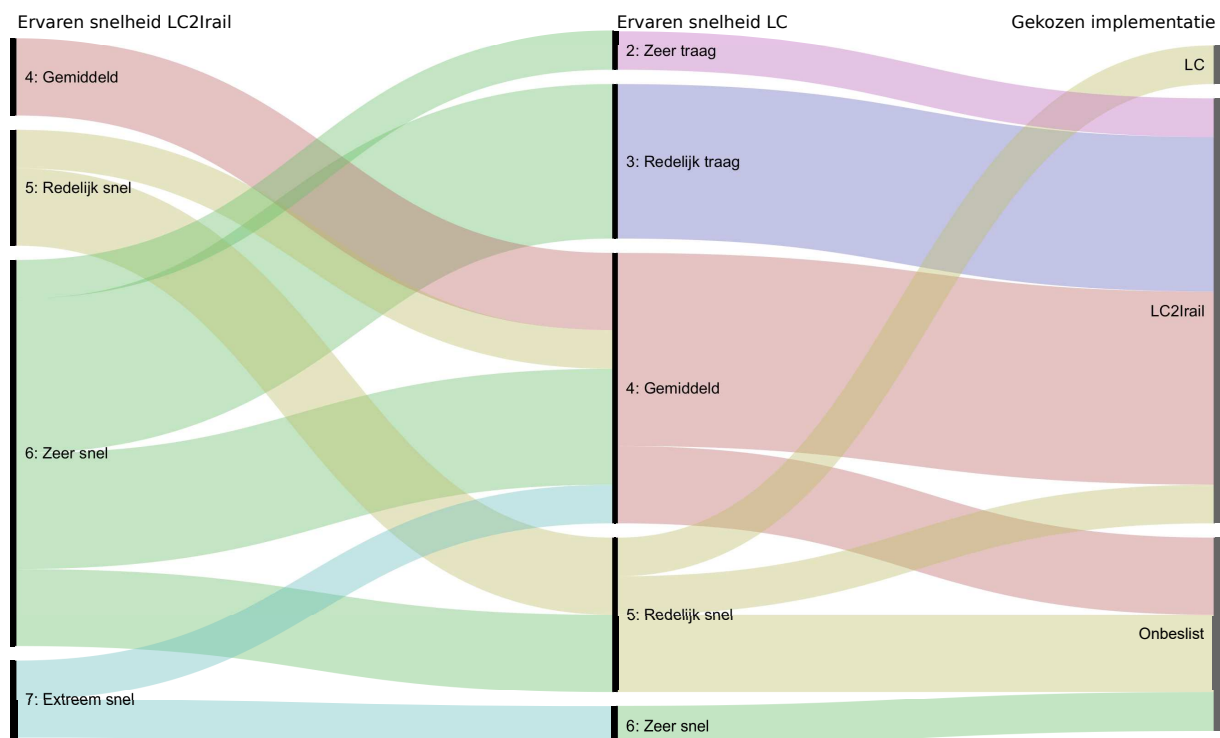 Ervaren snelheid LC2Irail
Ervaren snelheid LC
Gekozen implementatie
4: Gemiddeld
5: Redelijk snel
6: Zeer snel
7: Extreem snel
2: Zeer traag
3: Redelijk traag
4: Gemiddeld
5: Redelijk snel
6: Zeer snel
LC
LC2Irail
Onbeslist